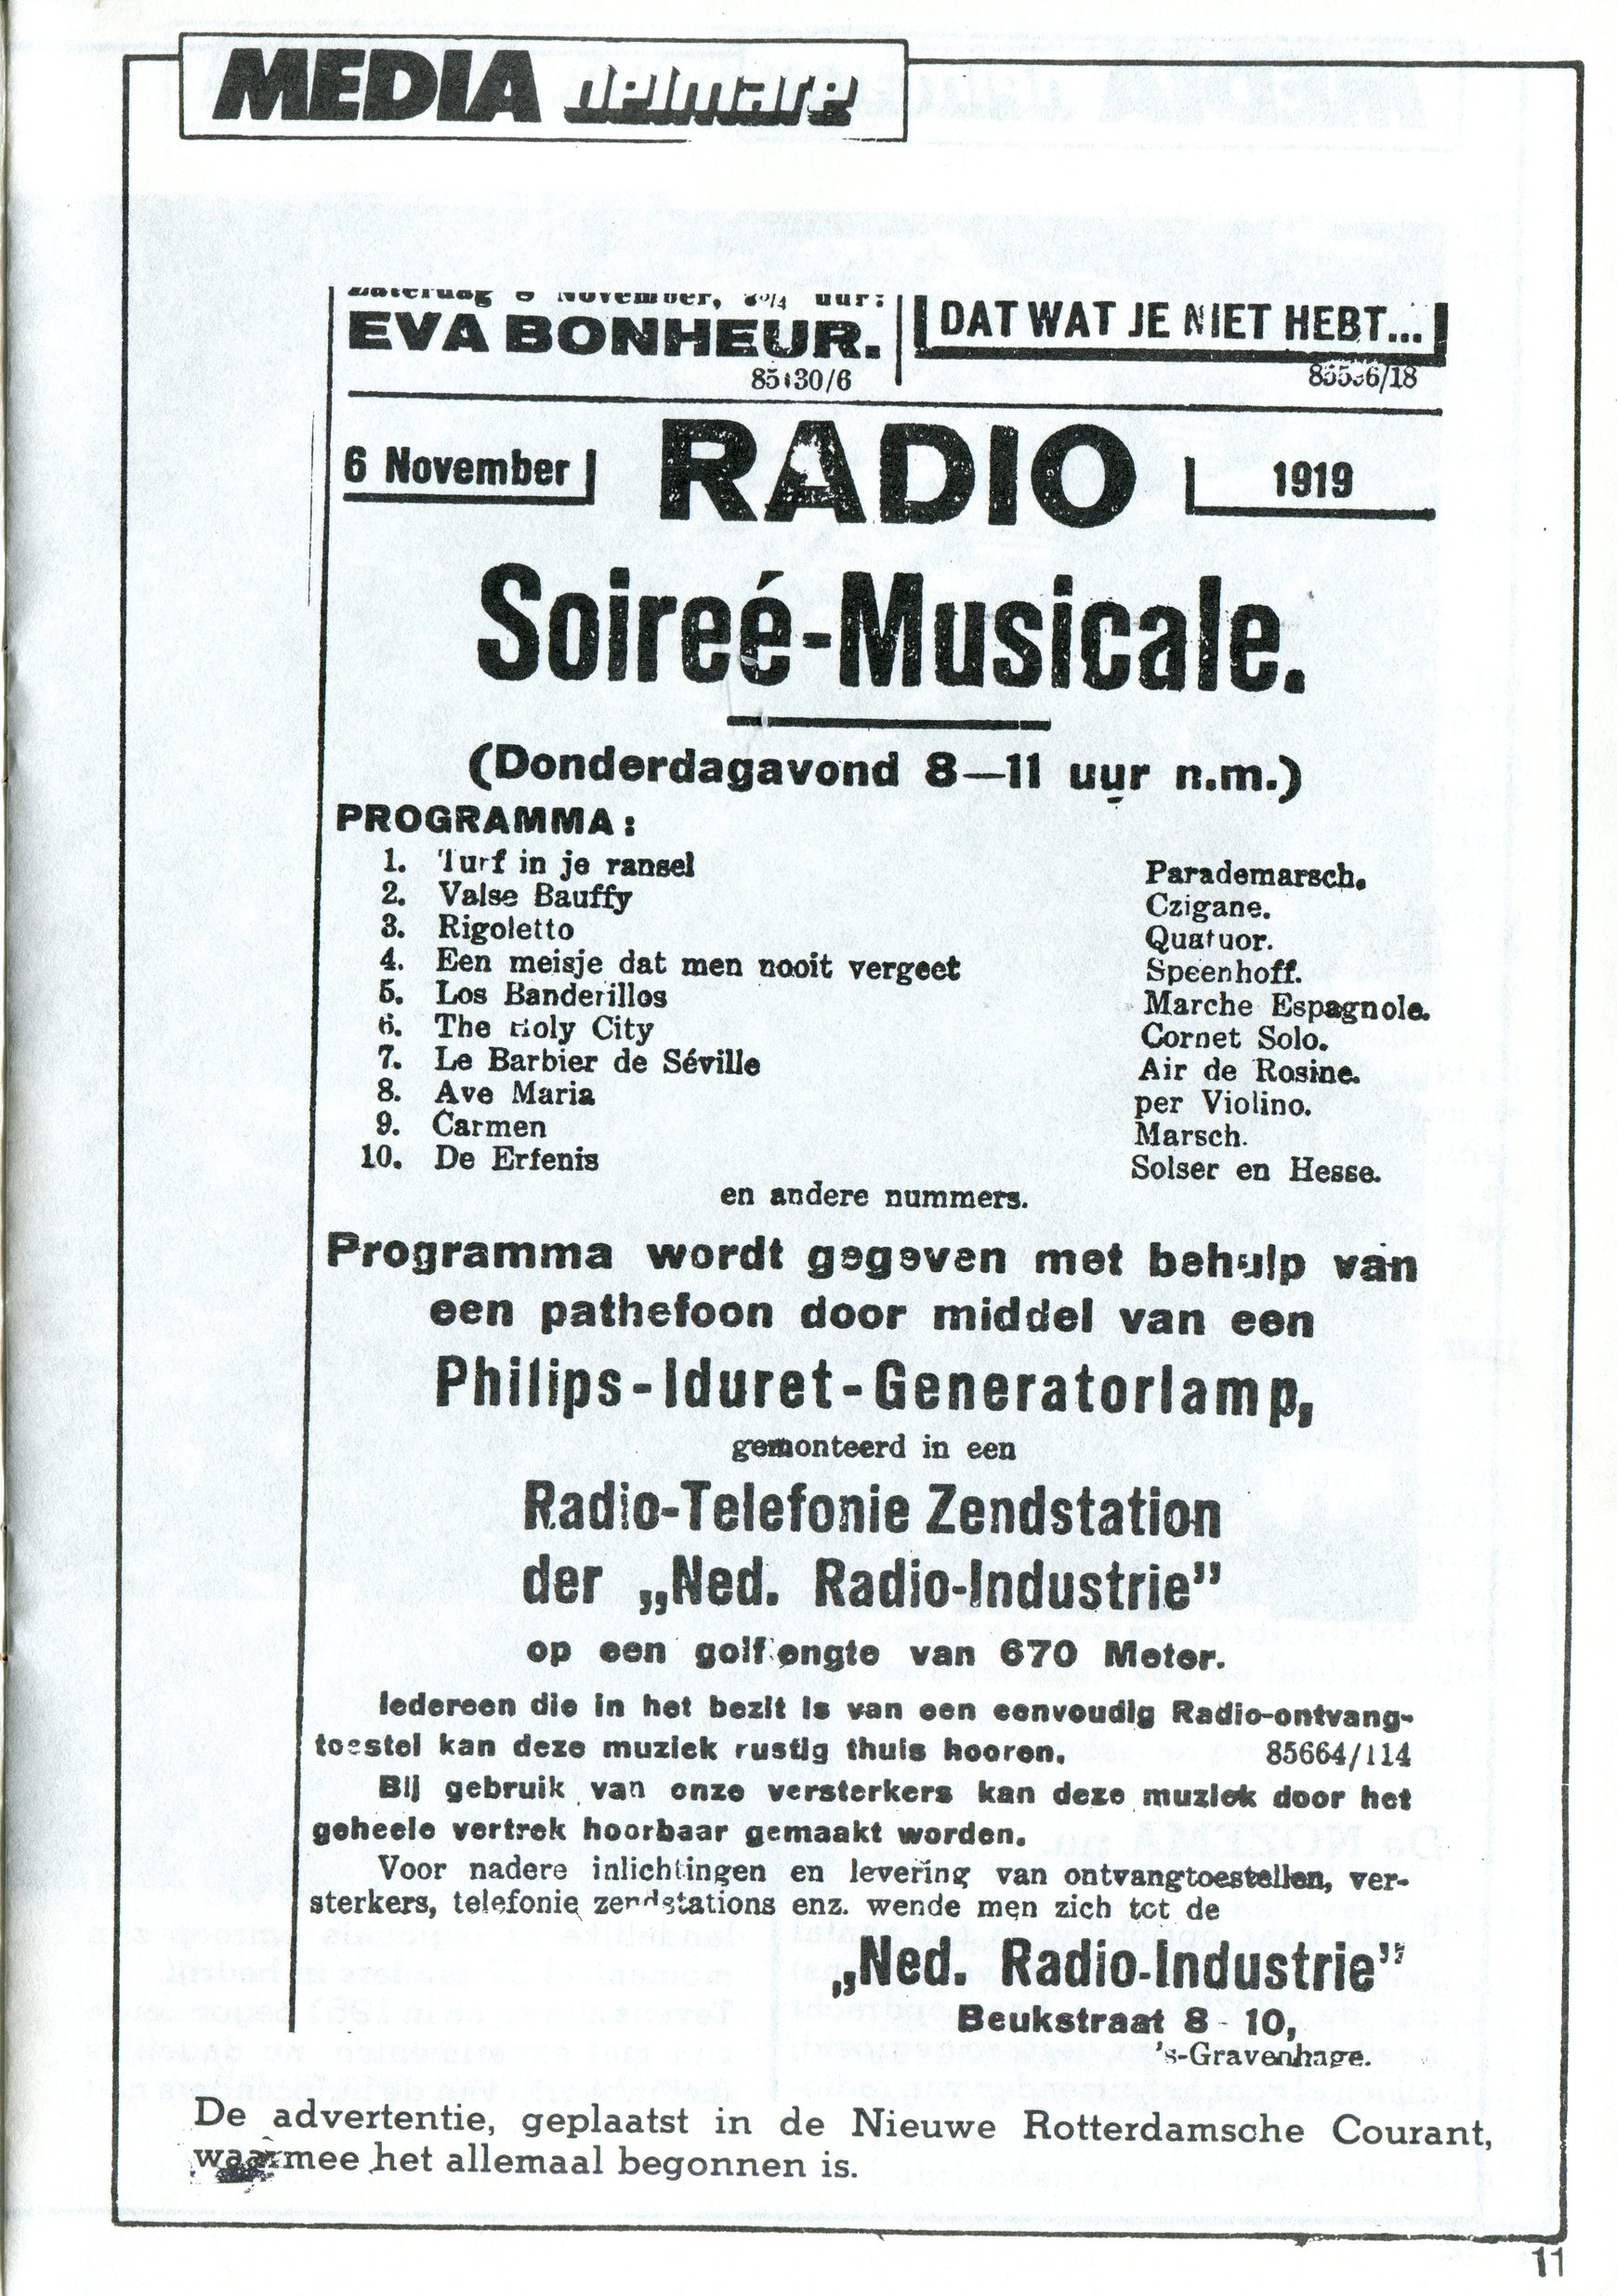 MEDIA delmare
Zaterdag 8 November, 8¼ uur:
EVA BONHEUR.
DAT WAT JE NIET HEBT...
6 November
RADIO
1919
Soireé-Musicale.
(Donderdagavond 8—11 uur n.m.)
PROGRAMMA:
1. Turf in je ransel Parademarsch.
2. Valse Bauffy Czigane.
3. Rigoletto Quatuor.
4. Een meisje dat men nooit vergeet Speenhoff.
5. Los Banderillos Marche Espagnole.
6. The Holy City Cornet Solo.
7. Le Barbier de Séville Air de Rosine.
8. Ave Maria per Violino.
9. Carmen Marsch.
10. De Erfenis Solser en Hesse.
en andere nummers.
Programma wordt gegeven met behulp van
een pathefoon door middel van een
Philips-Iduret-Generatorlamp,
gemonteerd in een
Radio-Telefonie Zendstation
der „Ned. Radio-Industrie”
op een golflengte van 670 Meter.
Iedereen die in het bezit is van een eenvoudig Radio-ontvang-
toestel kan deze muziek rustig thuis hooren. 85664/114
Bij gebruik van onze versterkers kan deze muziek door het
geheele vertrek hoorbaar gemaakt worden.
Voor nadere inlichtingen en levering van ontvangtoestellen, ver-
sterkers, telefonie zendstations enz. wende men zich tot de
„Ned. Radio-Industrie”
Beukstraat 8 - 10,
's-Gravenhage.
De advertentie, geplaatst in de Nieuwe Rotterdamsche Courant,
waarmee het allemaal begonnen is.
11